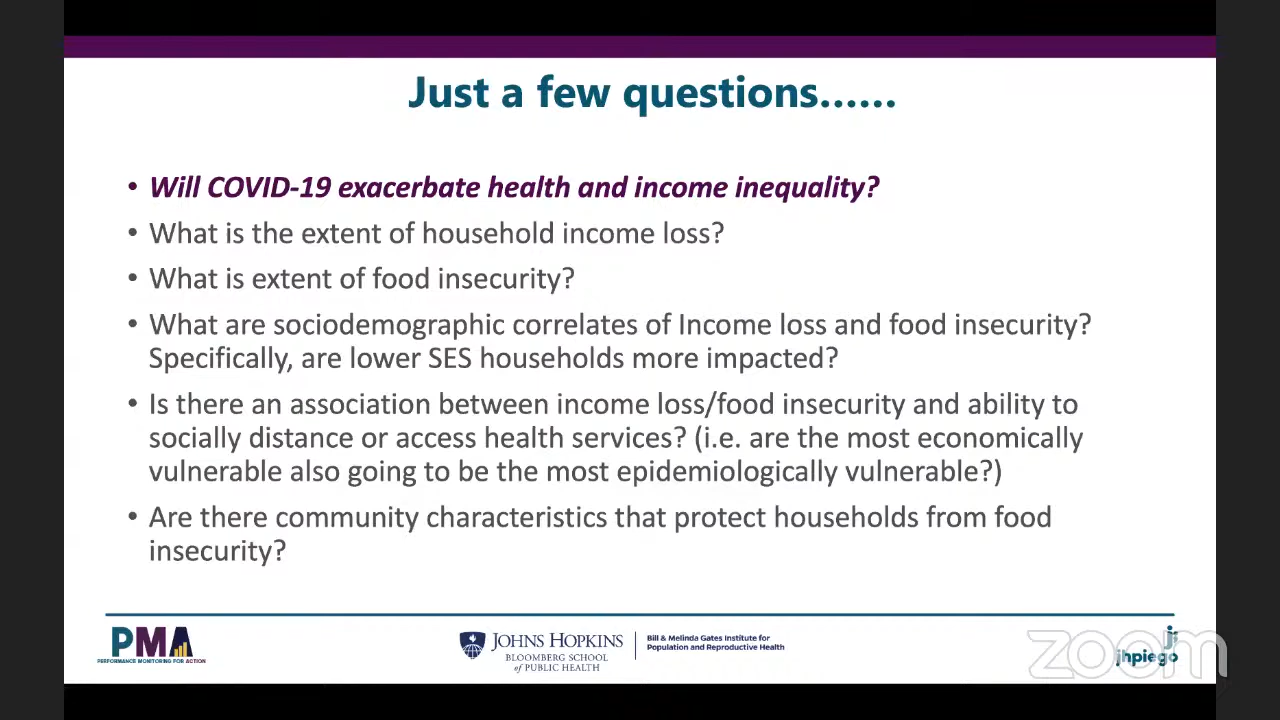 Just a few questions......
• Will COVID-19 exacerbate health and income inequality?
• What is the extent of household income loss?
• What is extent of food insecurity?
• What are sociodemographic correlates of Income loss and food insecurity?
Specifically, are lower SES households more impacted?
• Is there an association between income loss/food insecurity and ability to
socially distance or access health services? (i.e. are the most economically
vulnerable also going to be the most epidemiologically vulnerable?)
• Are there community characteristics that protect households from food
insecurity?
PMA
PERFORMANCE MONITORING FOR ACTION
JOHNS HOPKINS
BLOOMBERG SCHOOL
of PUBLIC HEALTH
Bill & Melinda Gates Institute for
Population and Reproductive Health
jhpiego
zoom